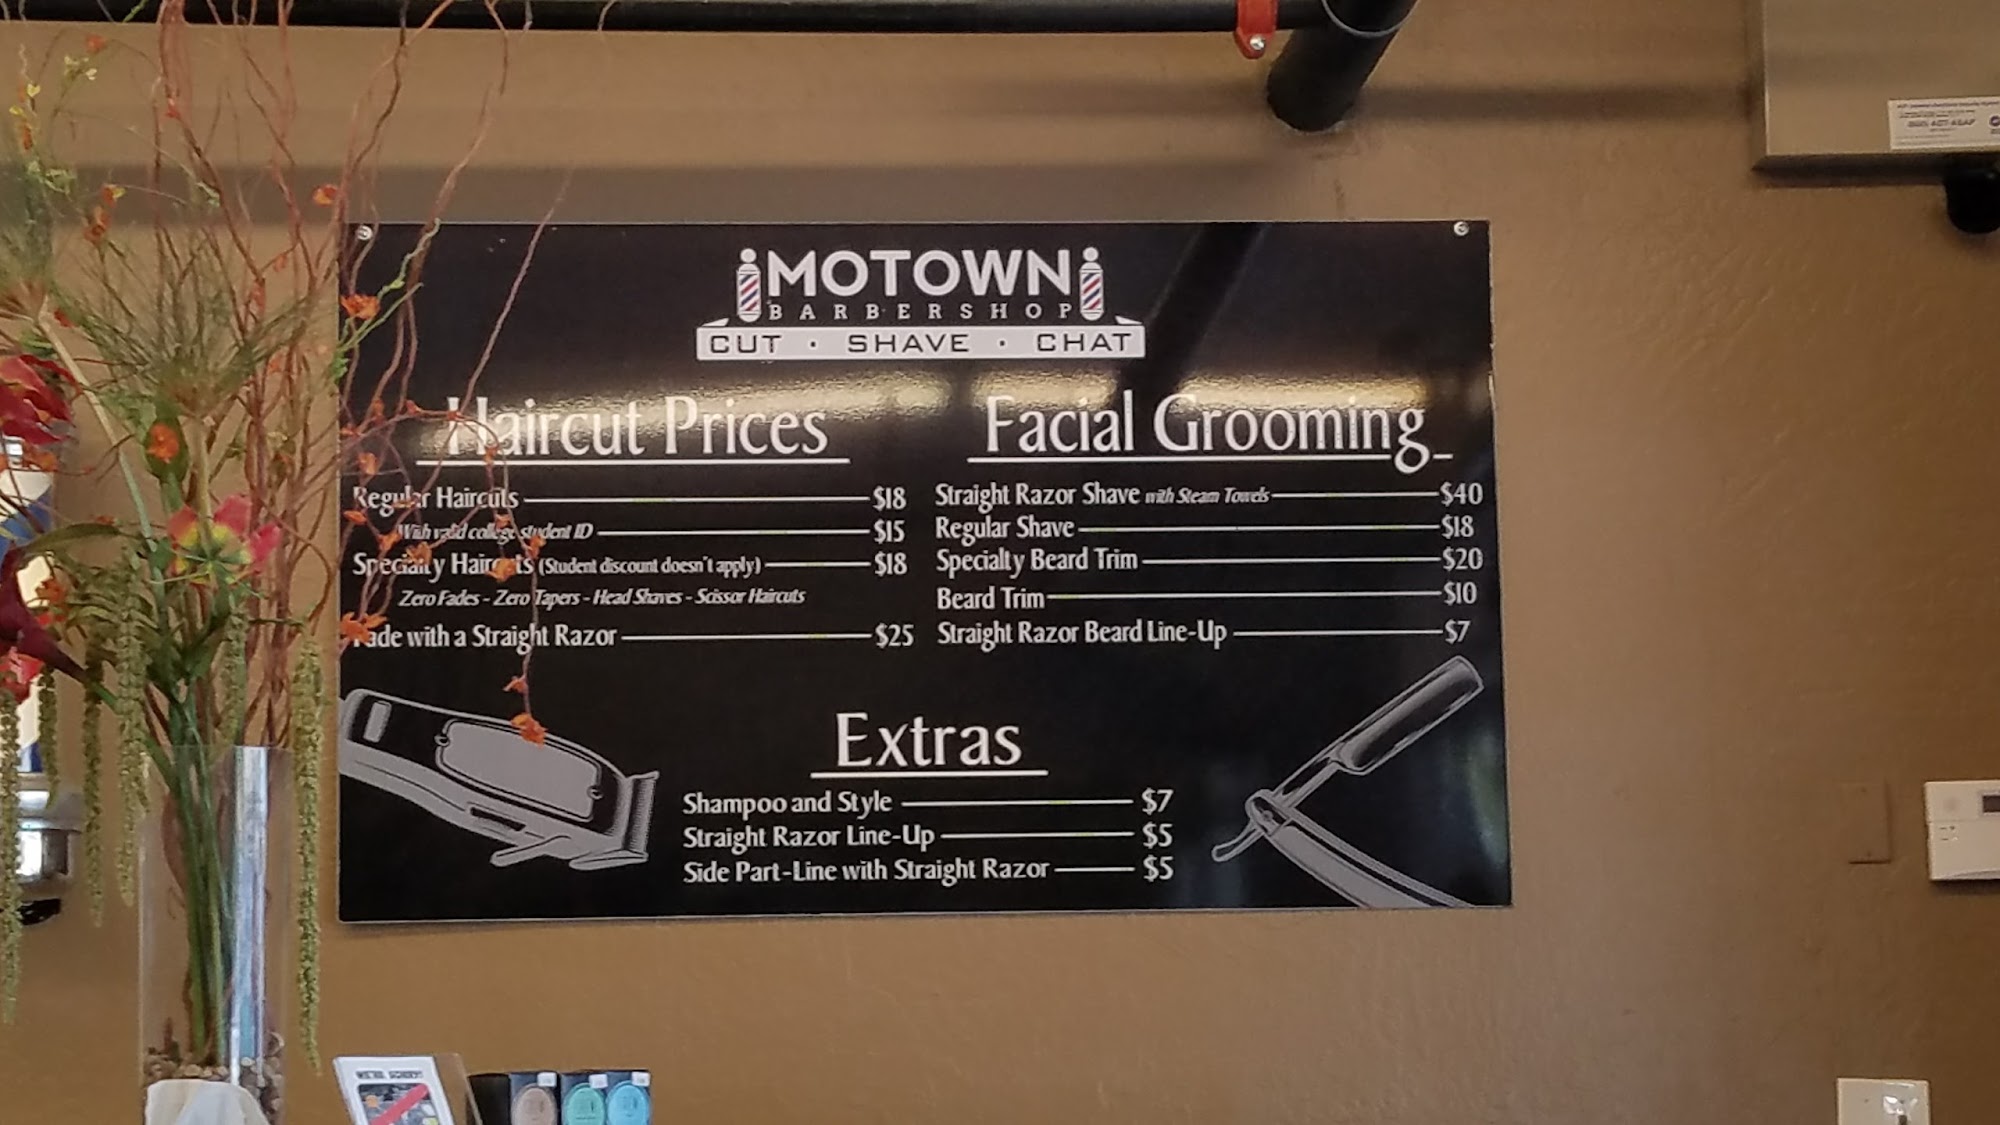 MOTOWN
BARBERSHOP
CUT · SHAVE · CHAT
Haircut Prices
Regular Haircuts $18
With valid college student ID $15
Specialty Haircuts (Student discount doesn't apply) $18
Zero Fades - Zero Tapers - Head Shaves - Scissor Haircuts
Fade with a Straight Razor $25
Facial Grooming
Straight Razor Shave with Steam Towels $40
Regular Shave $18
Specialty Beard Trim $20
Beard Trim $10
Straight Razor Beard Line-Up $7
Extras
Shampoo and Style $7
Straight Razor Line-Up $5
Side Part-Line with Straight Razor $5